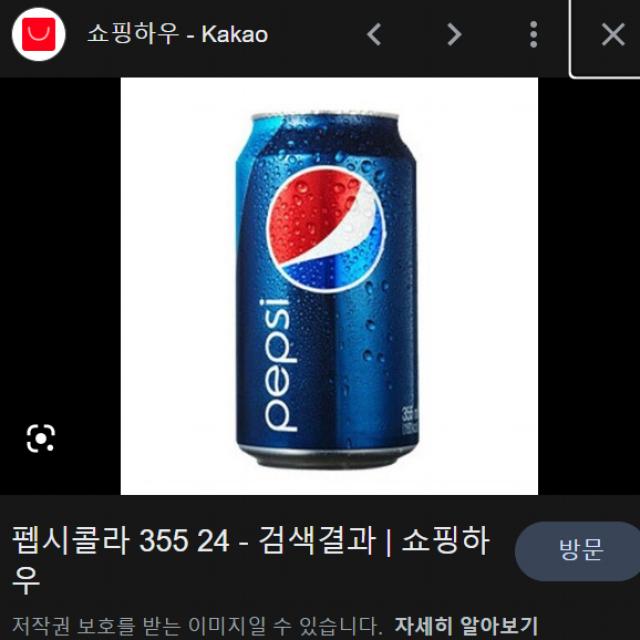 쇼핑하우 - Kakao
pepsi
355
펩시콜라 355 24 - 검색결과 | 쇼핑하
우
방문
저작권 보호를 받는 이미지일 수 있습니다. 자세히 알아보기